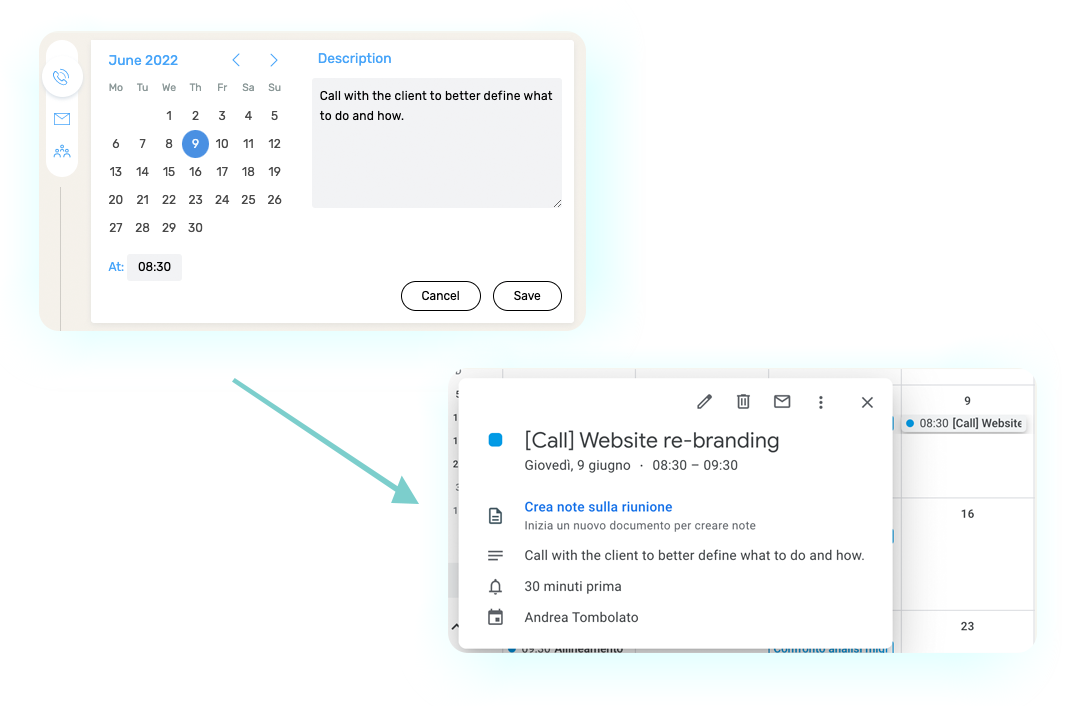 June 2022
Description
Mo Tu We Th Fr Sa Su
1 2 3 4 5
6 7 8 9 10 11 12
13 14 15 16 17 18 19
20 21 22 23 24 25 26
27 28 29 30
Call with the client to better define what
to do and how.
At: 08:30
Cancel Save
9
08:30 [Call] Website
[Call] Website re-branding
Giovedì, 9 giugno · 08:30 – 09:30
Crea note sulla riunione
Inizia un nuovo documento per creare note
16
Call with the client to better define what to do and how.
30 minuti prima
Andrea Tombolato
23
09:30 Allineamento
Confronto analisi